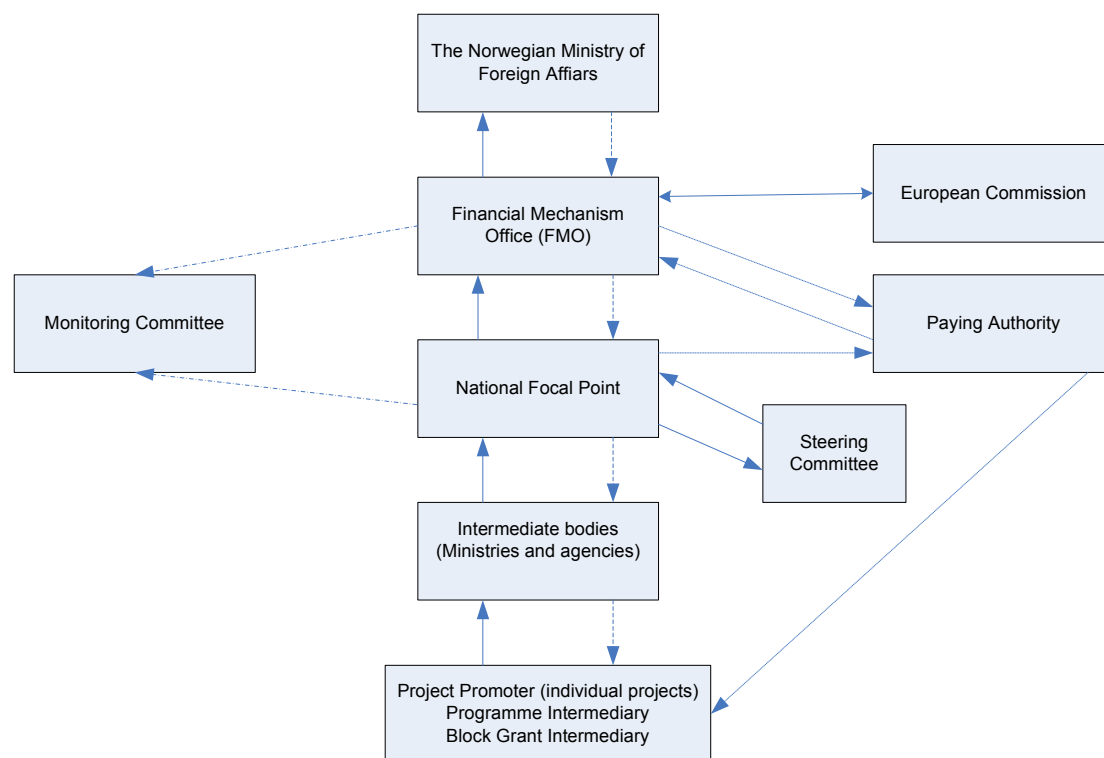 The Norwegian Ministry of
Foreign Affiars
European Commission
Financial Mechanism
Office (FMO)
Monitoring Committee
Paying Authority
National Focal Point
Steering
Committee
Intermediate bodies
(Ministries and agencies)
Project Promoter (individual projects)
Programme Intermediary
Block Grant Intermediary